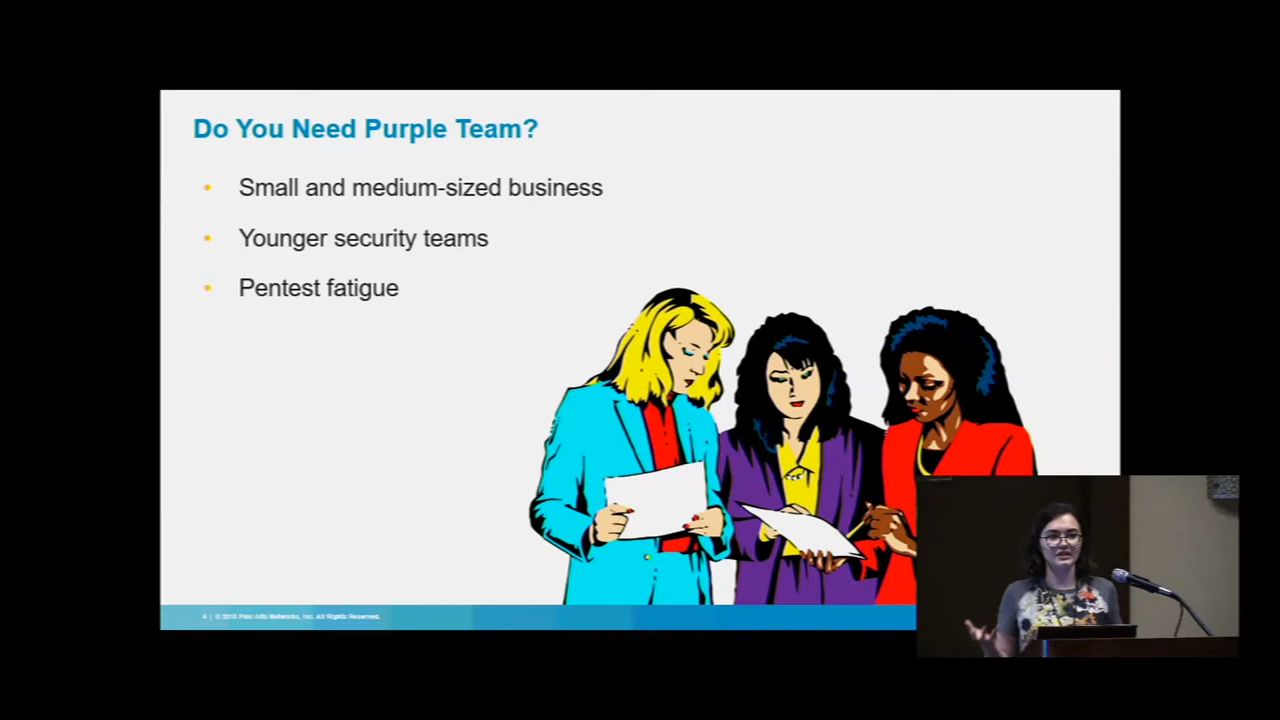 Do You Need Purple Team?
• Small and medium-sized business
• Younger security teams
• Pentest fatigue
4 | © 2018 Palo Alto Networks, Inc. All Rights Reserved.